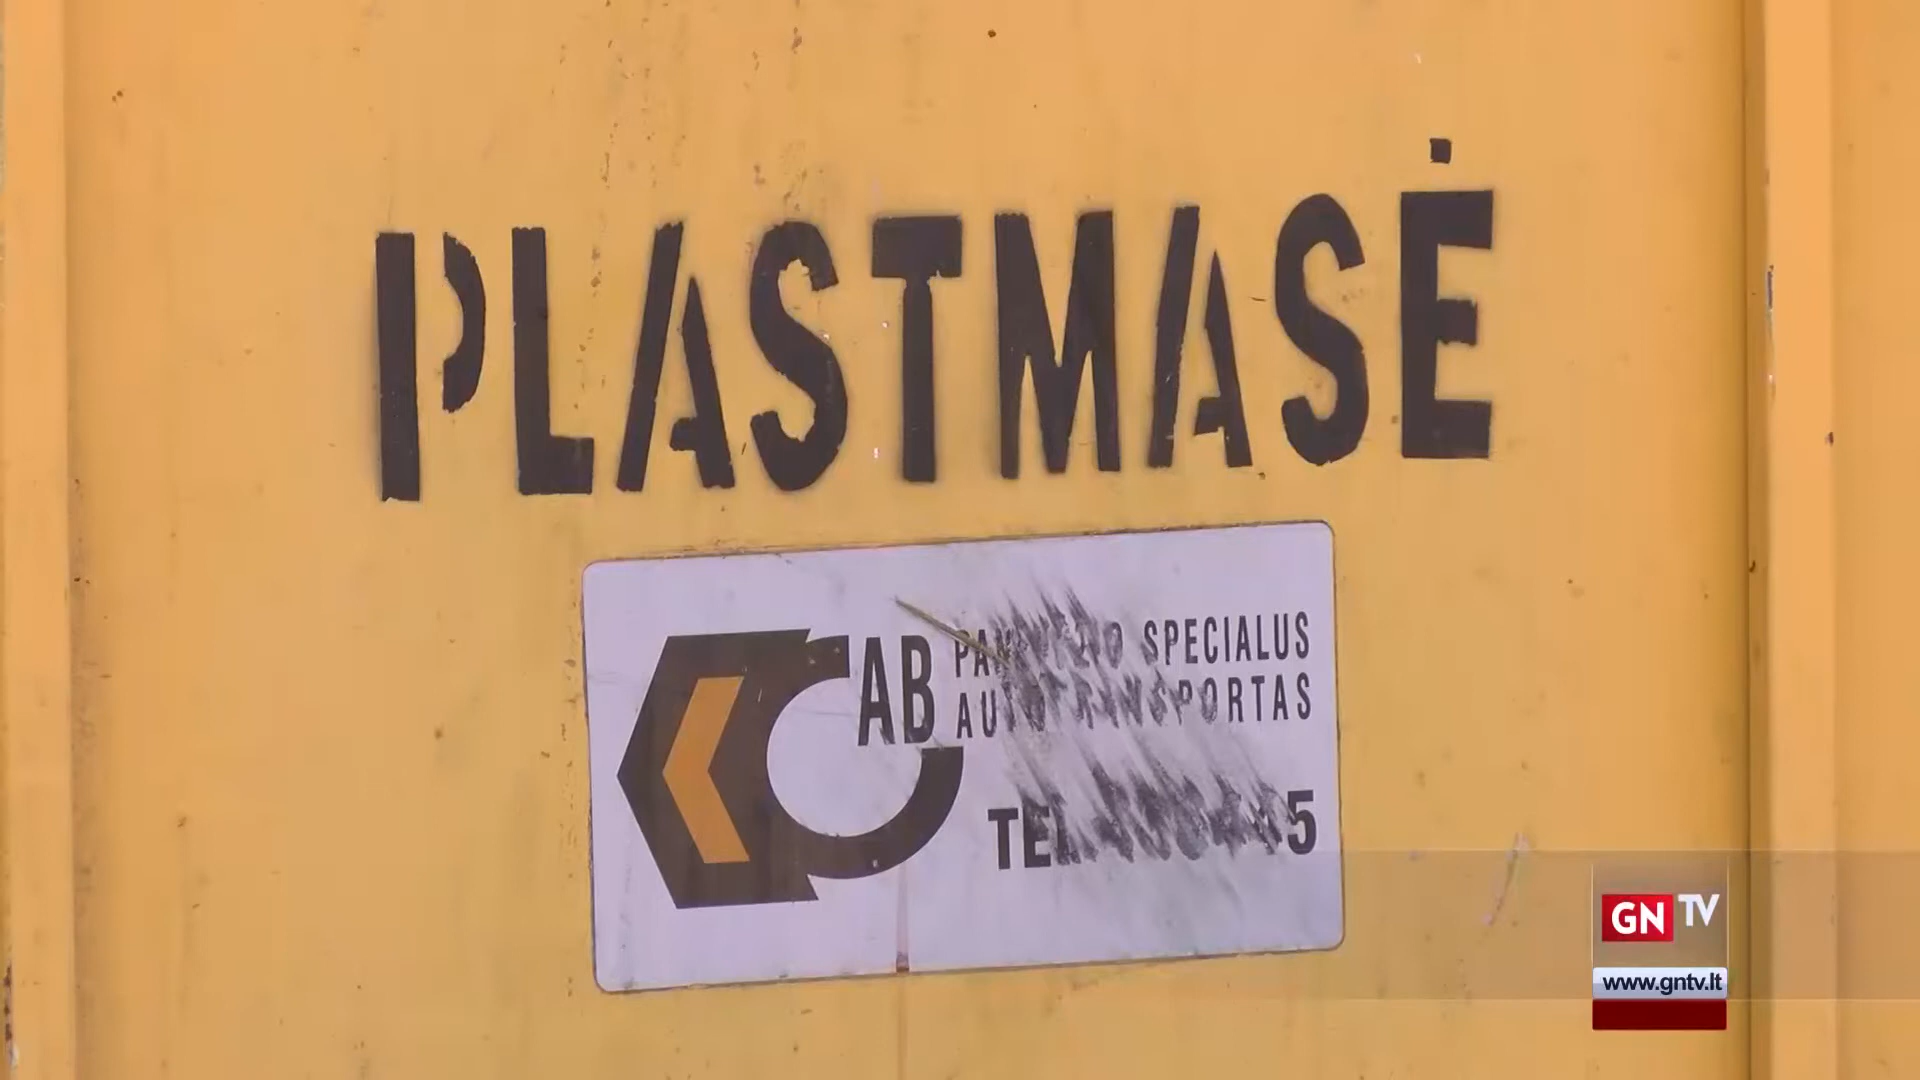 PLASTMASĖ
AB
SPECIALUS
AUTOTRANSPORTAS
TEL.
GN TV
www.gntv.lt